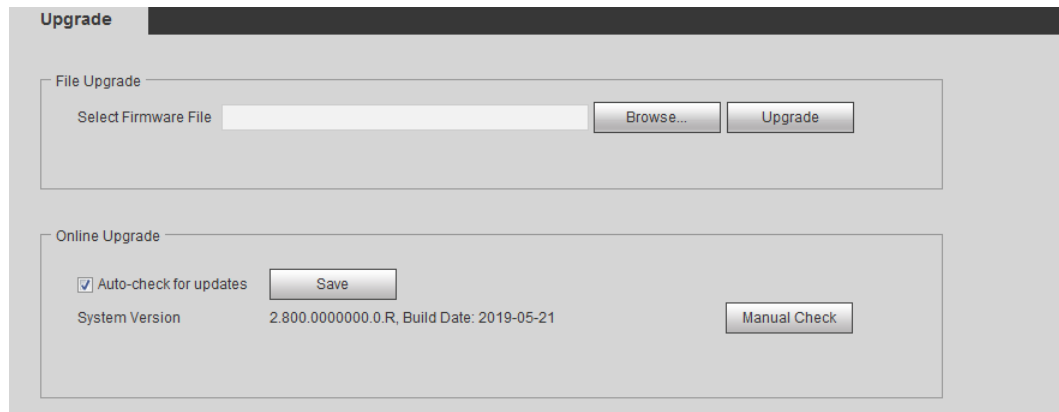 Upgrade
File Upgrade
Select Firmware File Browse... Upgrade
Online Upgrade
Auto-check for updates Save
System Version 2.800.0000000.0.R, Build Date: 2019-05-21 Manual Check